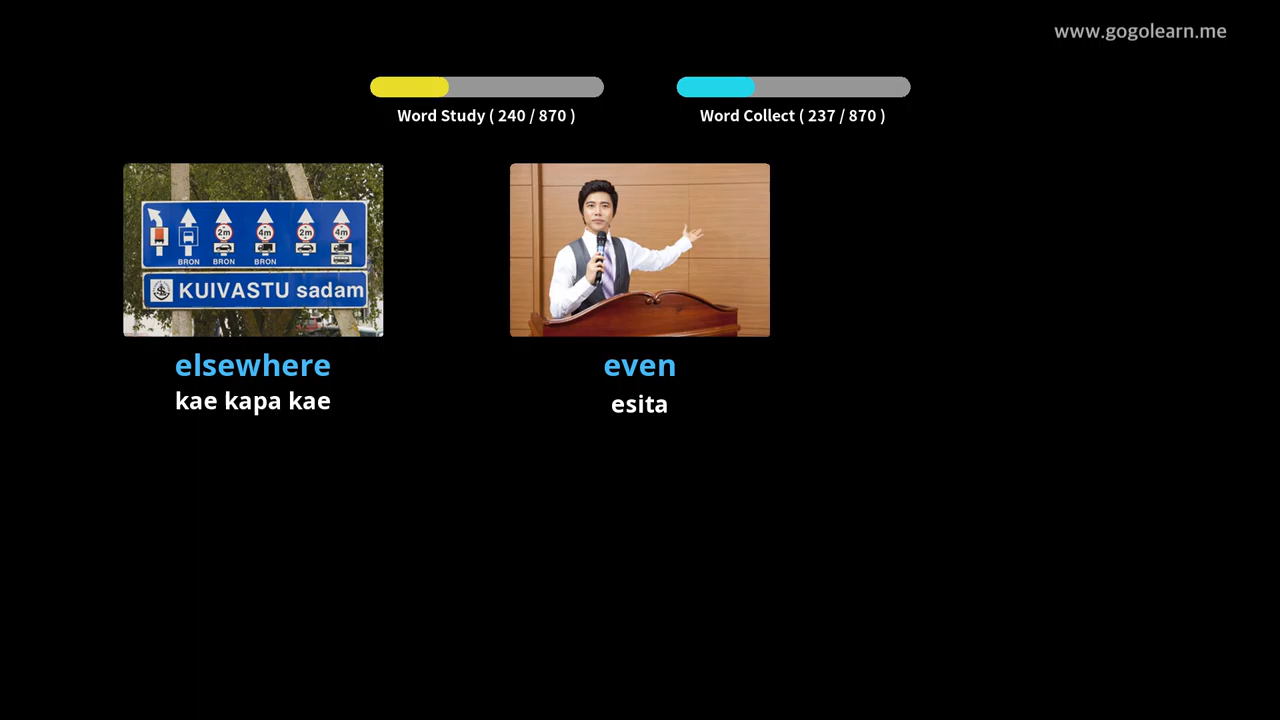 www.gogolearn.me
Word Study ( 240 / 870 )
Word Collect ( 237 / 870 )
2m
4m
2m
4m
BRON
BRON
BRON
KUIVASTU sadam
elsewhere
even
kae kapa kae
esita